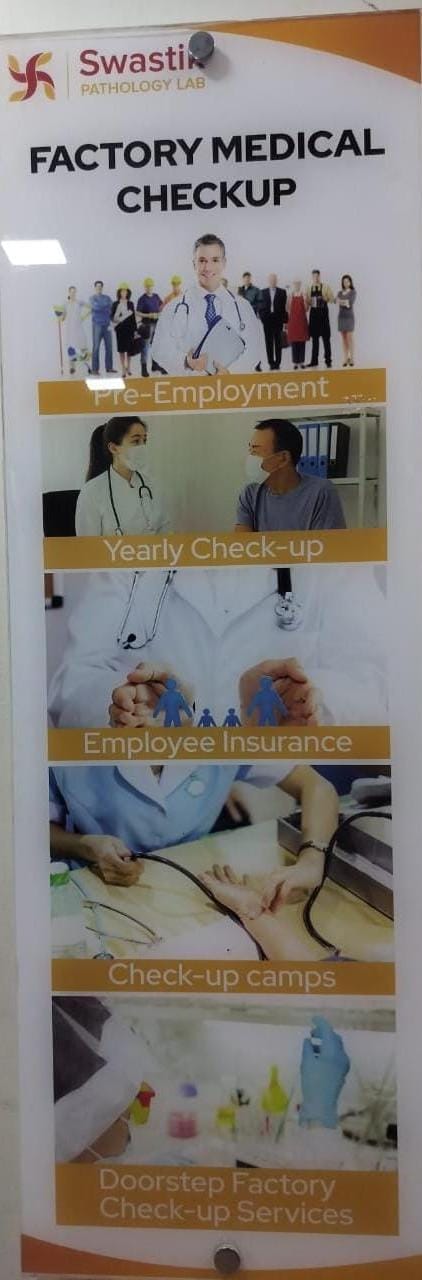 Swastik
PATHOLOGY LAB
FACTORY MEDICAL
CHECKUP
Pre-Employment
Yearly Check-up
Employee Insurance
Check-up camps
Doorstep Factory
Check-up Services